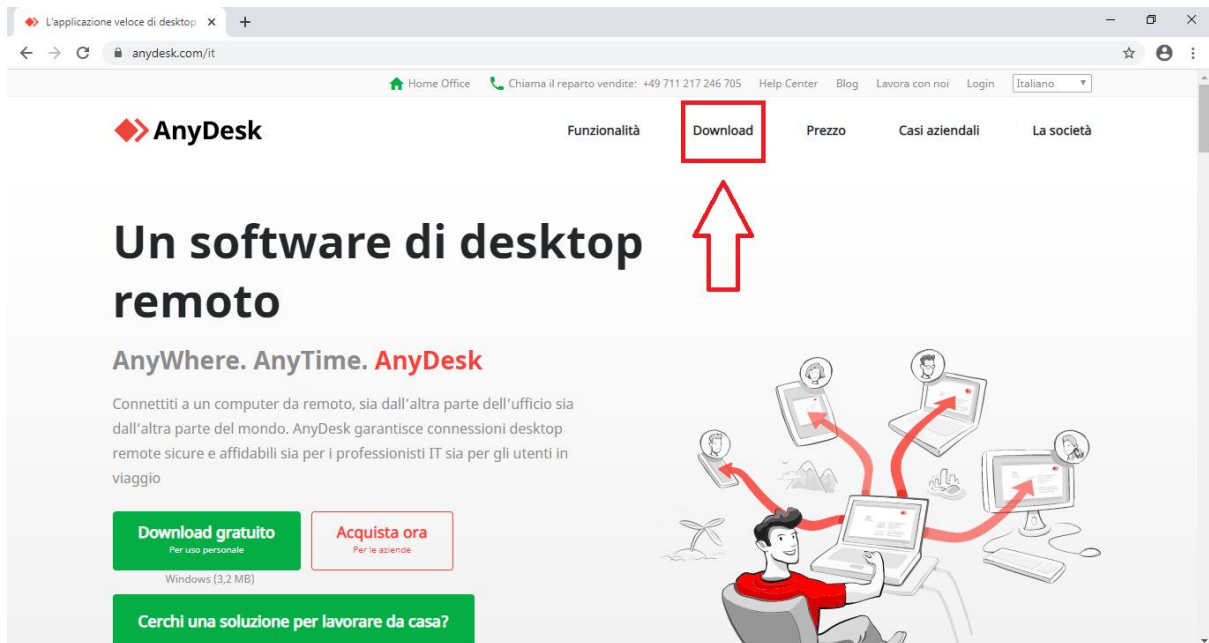 L'applicazione veloce di desktop
anydesk.com/it
Home Office Chiama il reparto vendite: +49 711 217 246 705 Help Center Blog Lavora con noi Login Italiano
AnyDesk Funzionalità Download Prezzo Casi aziendali La società
Un software di desktop
remoto
AnyWhere. AnyTime. AnyDesk
Connettiti a un computer da remoto, sia dall'altra parte dell'ufficio sia
dall'altra parte del mondo. AnyDesk garantisce connessioni desktop
remote sicure e affidabili sia per i professionisti IT sia per gli utenti in
viaggio
Download gratuito Acquista ora
Per uso personale Per le aziende
Windows (3,2 MB)
Cerchi una soluzione per lavorare da casa?